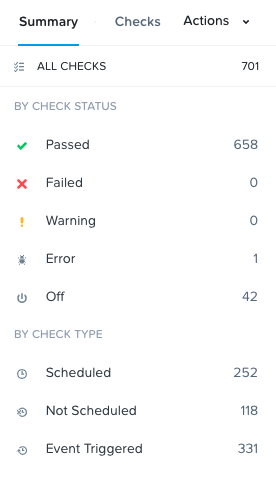 Summary Checks Actions
ALL CHECKS 701
BY CHECK STATUS
Passed 658
Failed 0
Warning 0
Error 1
Off 42
BY CHECK TYPE
Scheduled 252
Not Scheduled 118
Event Triggered 331